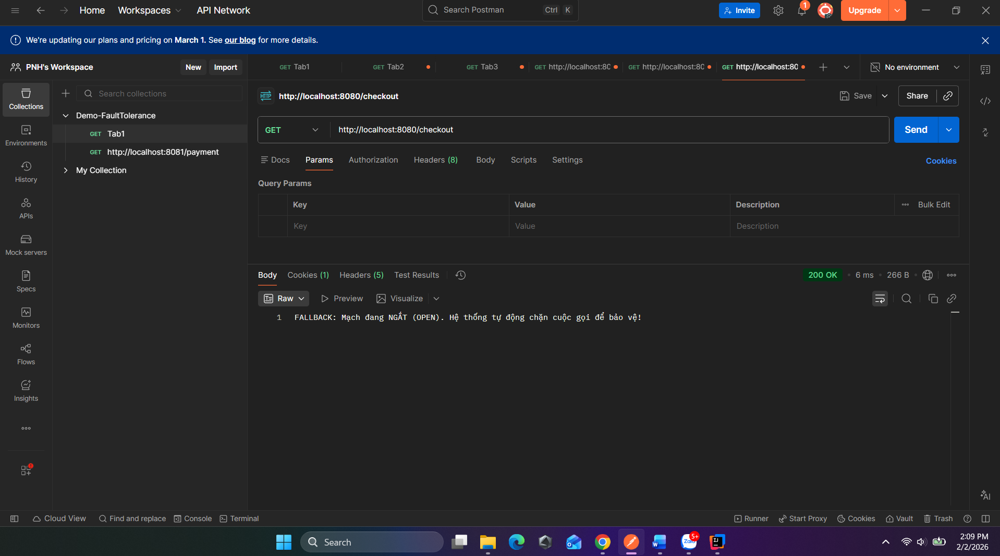 Home
Workspaces
API Network
Search Postman
Ctrl K
Invite
1
Upgrade
We're updating our plans and pricing on March 1. See our blog for more details.
PNH's Workspace
New
Import
GET Tab1
GET Tab2
GET Tab3
GET http://localhost:80
GET http://localhost:80
GET http://localhost:80
No environment
Collections
Environments
History
APIs
Mock servers
Specs
Monitors
Flows
Insights
Search collections
Demo-FaultTolerance
GET Tab1
GET http://localhost:8081/payment
My Collection
HTTP
http://localhost:8080/checkout
Save
Share
GET
http://localhost:8080/checkout
Send
Docs
Params
Authorization
Headers (8)
Body
Scripts
Settings
Cookies
Query Params
Key Value Description Bulk Edit
Key Value Description
Body
Cookies (1)
Headers (5)
Test Results
200 OK
6 ms
266 B
Raw
Preview
Visualize
1 FALLBACK: Mạch đang NGẮT (OPEN). Hệ thống tự động chặn cuộc gọi để bảo vệ!
AI
Cloud View
Find and replace
Console
Terminal
Runner
Start Proxy
Cookies
Vault
Trash
Search
Zalo
5+
IJ
2:09 PM
2/2/2026